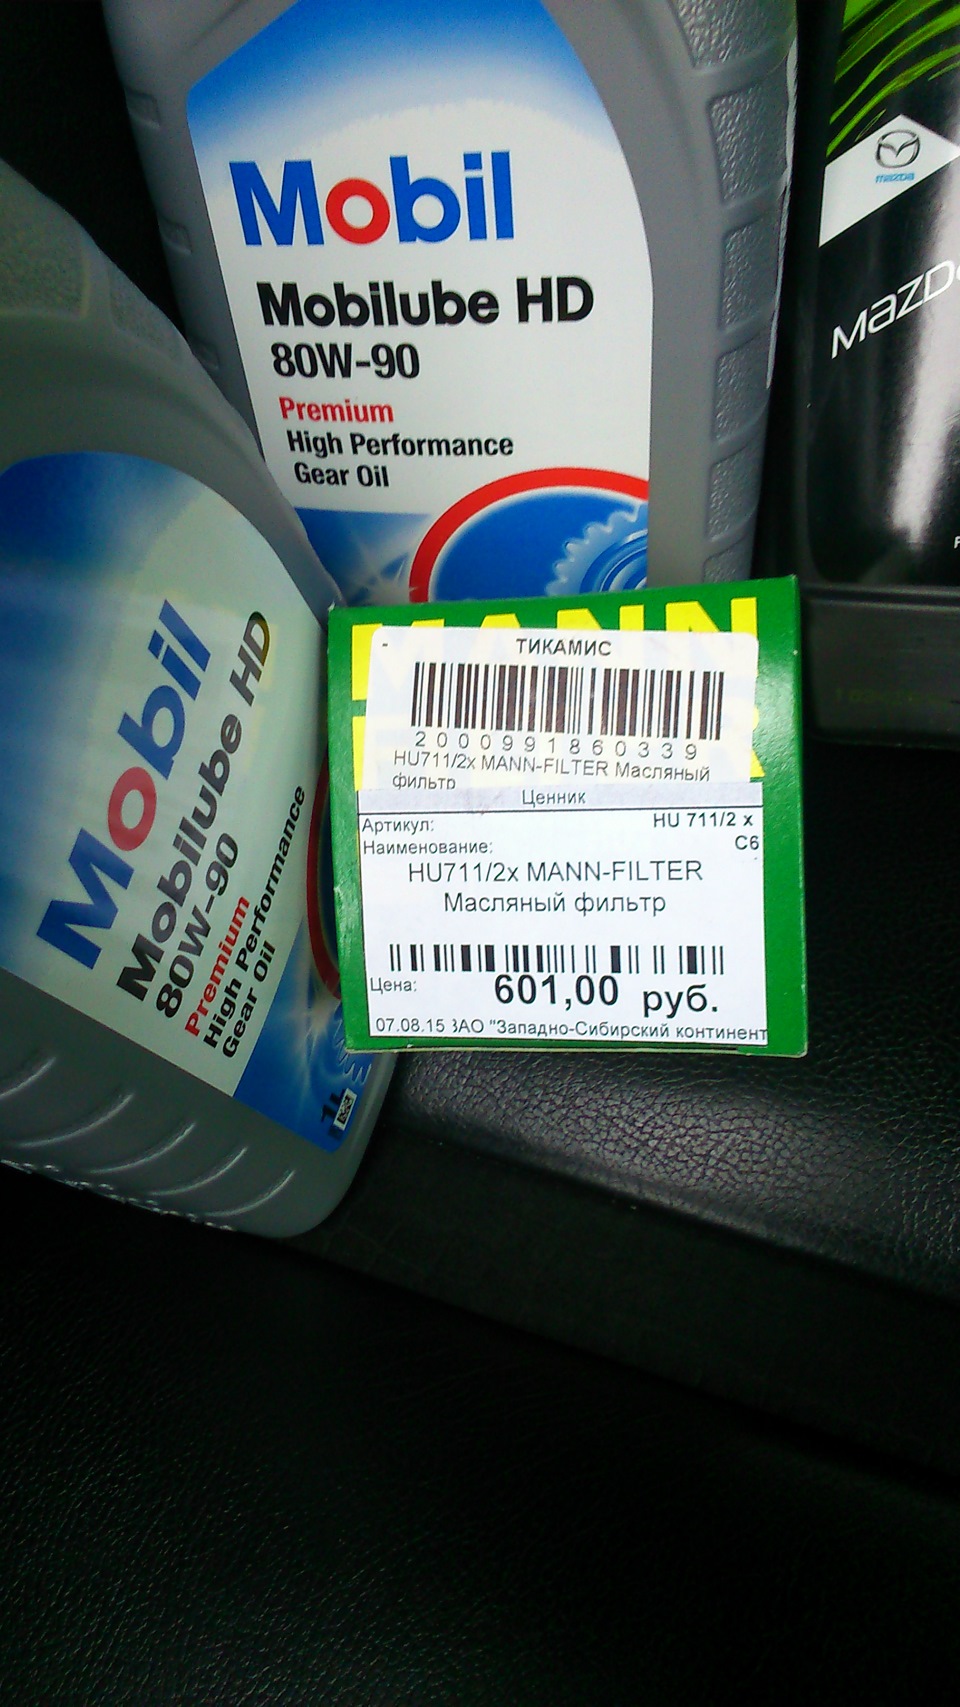 Mobil
Mobilube HD
80W-90
Premium
High Performance
Gear Oil
mazda
Mobil
Mobilube HD
80W-90
Premium
High Performance
Gear Oil
1L
MANN
ТИКАМИС
2000991860339
HU711/2x MANN-FILTER Масляный
фильтр
Ценник
Артикул: HU 711/2 x
Наименование: C6
HU711/2x MANN-FILTER
Масляный фильтр
Цена: 601,00 руб.
07.08.15 ЗАО "Западно-Сибирский континент